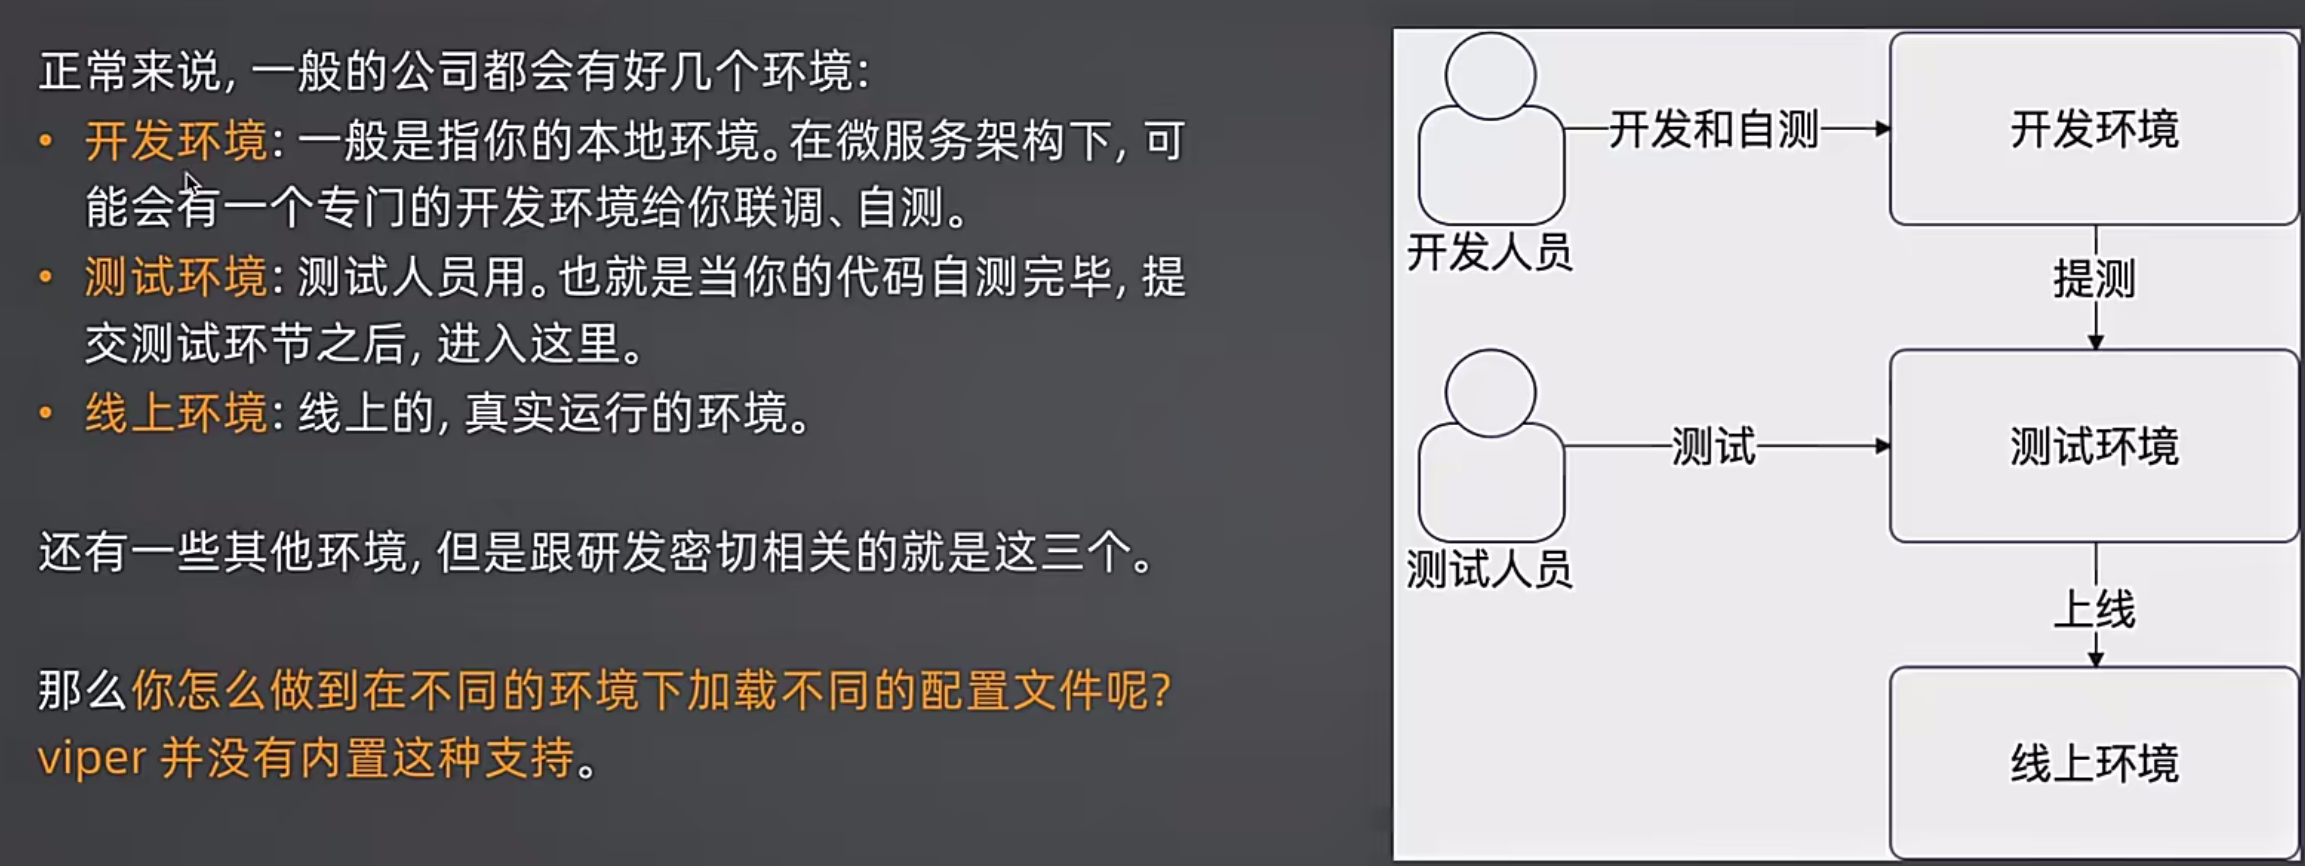 正常来说, 一般的公司都会有好几个环境:
• 开发环境: 一般是指你的本地环境。在微服务架构下, 可
能会有一个专门的开发环境给你联调、自测。
• 测试环境: 测试人员用。也就是当你的代码自测完毕, 提
交测试环节之后, 进入这里。
• 线上环境: 线上的, 真实运行的环境。
还有一些其他环境, 但是跟研发密切相关的就是这三个。
那么你怎么做到在不同的环境下加载不同的配置文件呢?
viper 并没有内置这种支持。
开发和自测
开发环境
开发人员
提测
测试
测试环境
测试人员
上线
线上环境